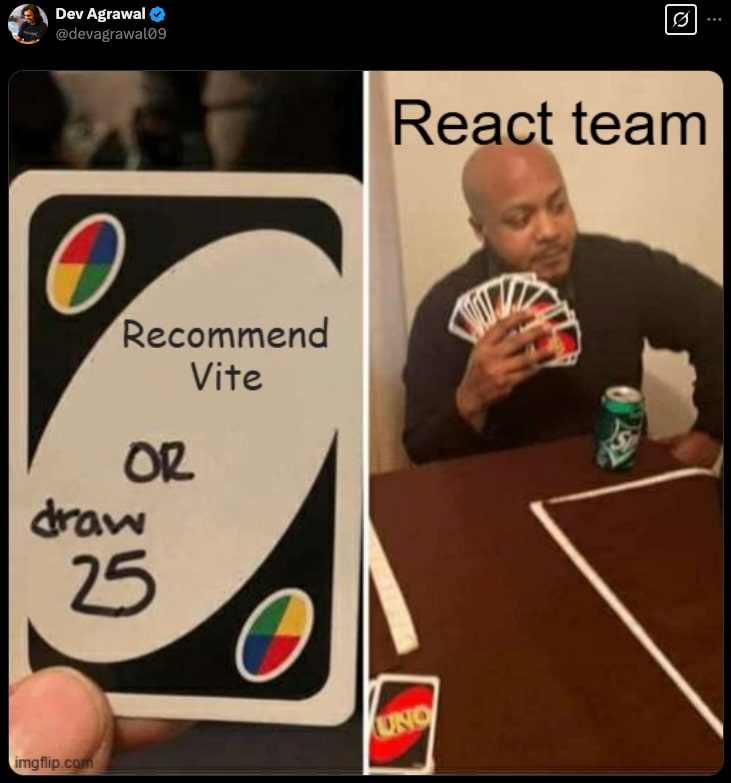 Dev Agrawal
@devagrawal09
Recommend
Vite
OR
draw
25
React team
UNO
imgflip.com